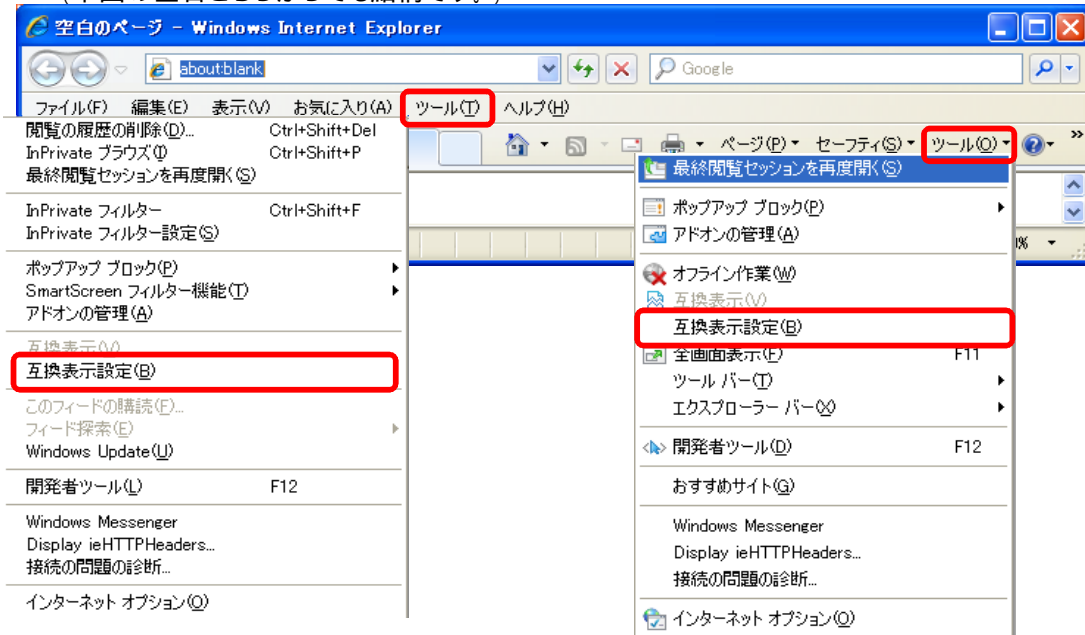 空白のページ - Windows Internet Explorer
about:blank
Google
ファイル(F) 編集(E) 表示(V) お気に入り(A) ツール(T) ヘルプ(H)
ページ(P) セーフティ(S) ツール(O)
閲覧の履歴の削除(D)... Ctrl+Shift+Del
InPrivate ブラウズ(I) Ctrl+Shift+P
最終閲覧セッションを再度開く(S)
InPrivate フィルター Ctrl+Shift+F
InPrivate フィルター設定(S)
ポップアップ ブロック(P)
SmartScreen フィルター機能(T)
アドオンの管理(A)
互換表示(V)
互換表示設定(B)
このフィードの購読(F)...
フィード探索(E)
Windows Update(U)
開発者ツール(L) F12
Windows Messenger
Display ieHTTPHeaders...
接続の問題の診断...
インターネット オプション(O)
最終閲覧セッションを再度開く(S)
ポップアップ ブロック(P)
アドオンの管理(A)
オフライン作業(W)
互換表示(V)
互換表示設定(B)
全画面表示(F) F11
ツール バー(T)
エクスプローラー バー(X)
開発者ツール(D) F12
おすすめサイト(G)
Windows Messenger
Display ieHTTPHeaders...
接続の問題の診断...
インターネット オプション(O)